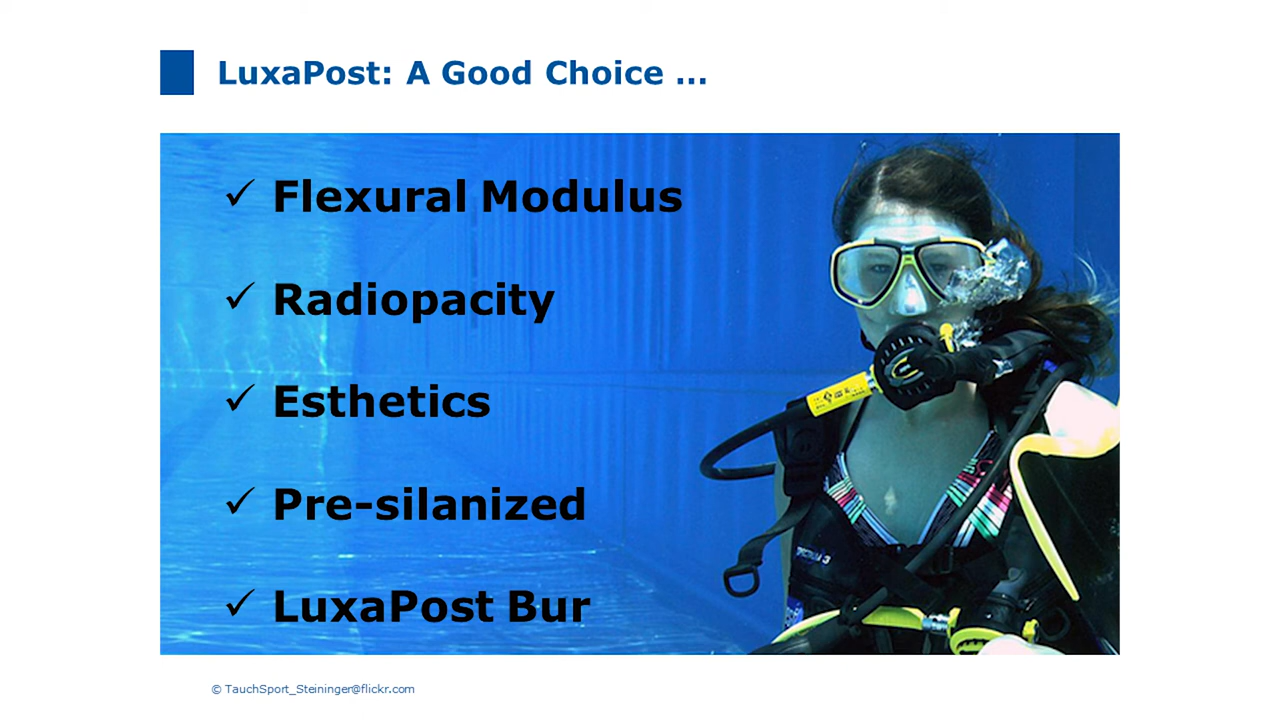 LuxaPost: A Good Choice ...
✓ Flexural Modulus
✓ Radiopacity
✓ Esthetics
✓ Pre-silanized
✓ LuxaPost Bur
© TauchSport_Steininger@flickr.com